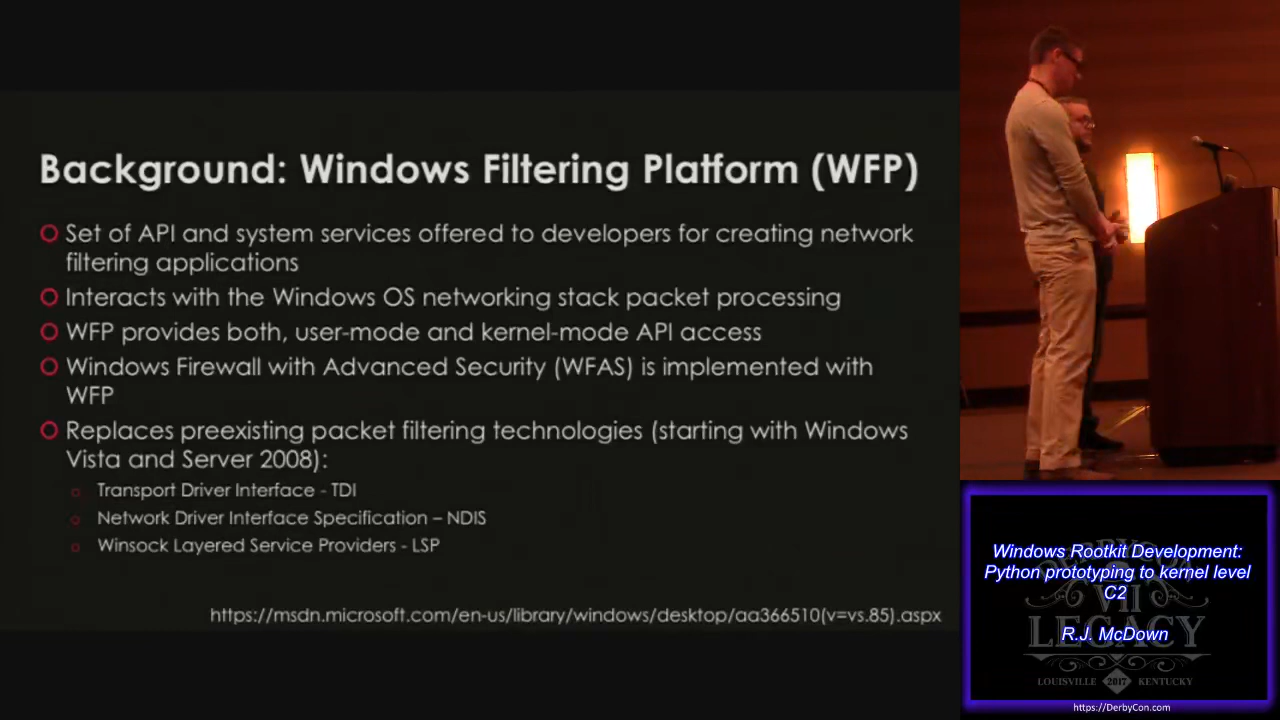 Background: Windows Filtering Platform (WFP)
Set of API and system services offered to developers for creating network
filtering applications
Interacts with the Windows OS networking stack packet processing
WFP provides both, user-mode and kernel-mode API access
Windows Firewall with Advanced Security (WFAS) is implemented with
WFP
Replaces preexisting packet filtering technologies (starting with Windows
Vista and Server 2008):
Transport Driver Interface - TDI
Network Driver Interface Specification – NDIS
Winsock Layered Service Providers - LSP
https://msdn.microsoft.com/en-us/library/windows/desktop/aa366510(v=vs.85).aspx
Windows Rootkit Development:
Python prototyping to kernel level
C2
R.J. McDown
DERBYCON
VII
LEGACY
LOUISVILLE 2017 KENTUCKY
https://DerbyCon.com